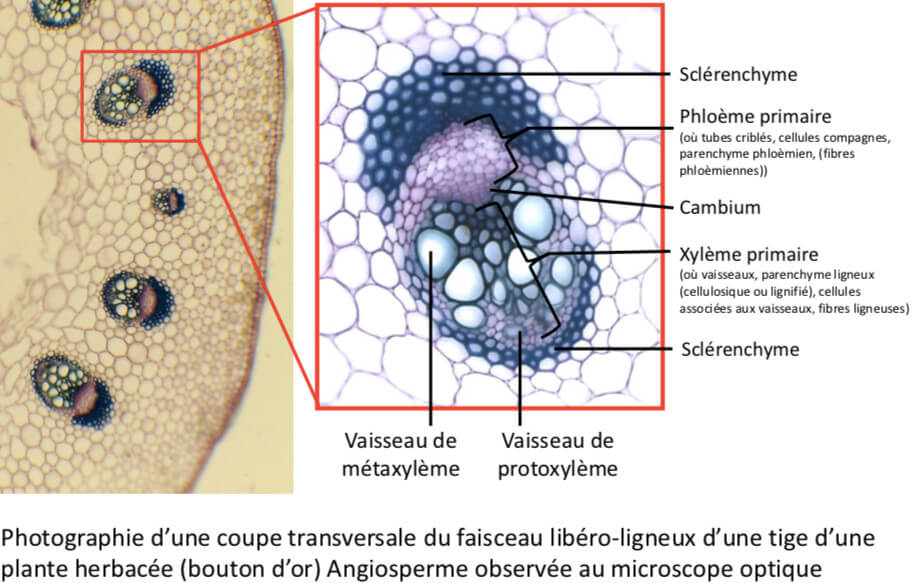 Sclérenchyme
Phloème primaire
(où tubes criblés, cellules compagnes,
parenchyme phloèmien, (fibres
phloèmiennes))
Cambium
Xylème primaire
(où vaisseaux, parenchyme ligneux
(cellulosique ou lignifié), cellules
associées aux vaisseaux, fibres ligneuses)
Sclérenchyme
Vaisseau de
métaxylème
Vaisseau de
protoxylème
Photographie d'une coupe transversale du faisceau libéro-ligneux d'une tige d'une
plante herbacée (bouton d'or) Angiosperme observée au microscope optique